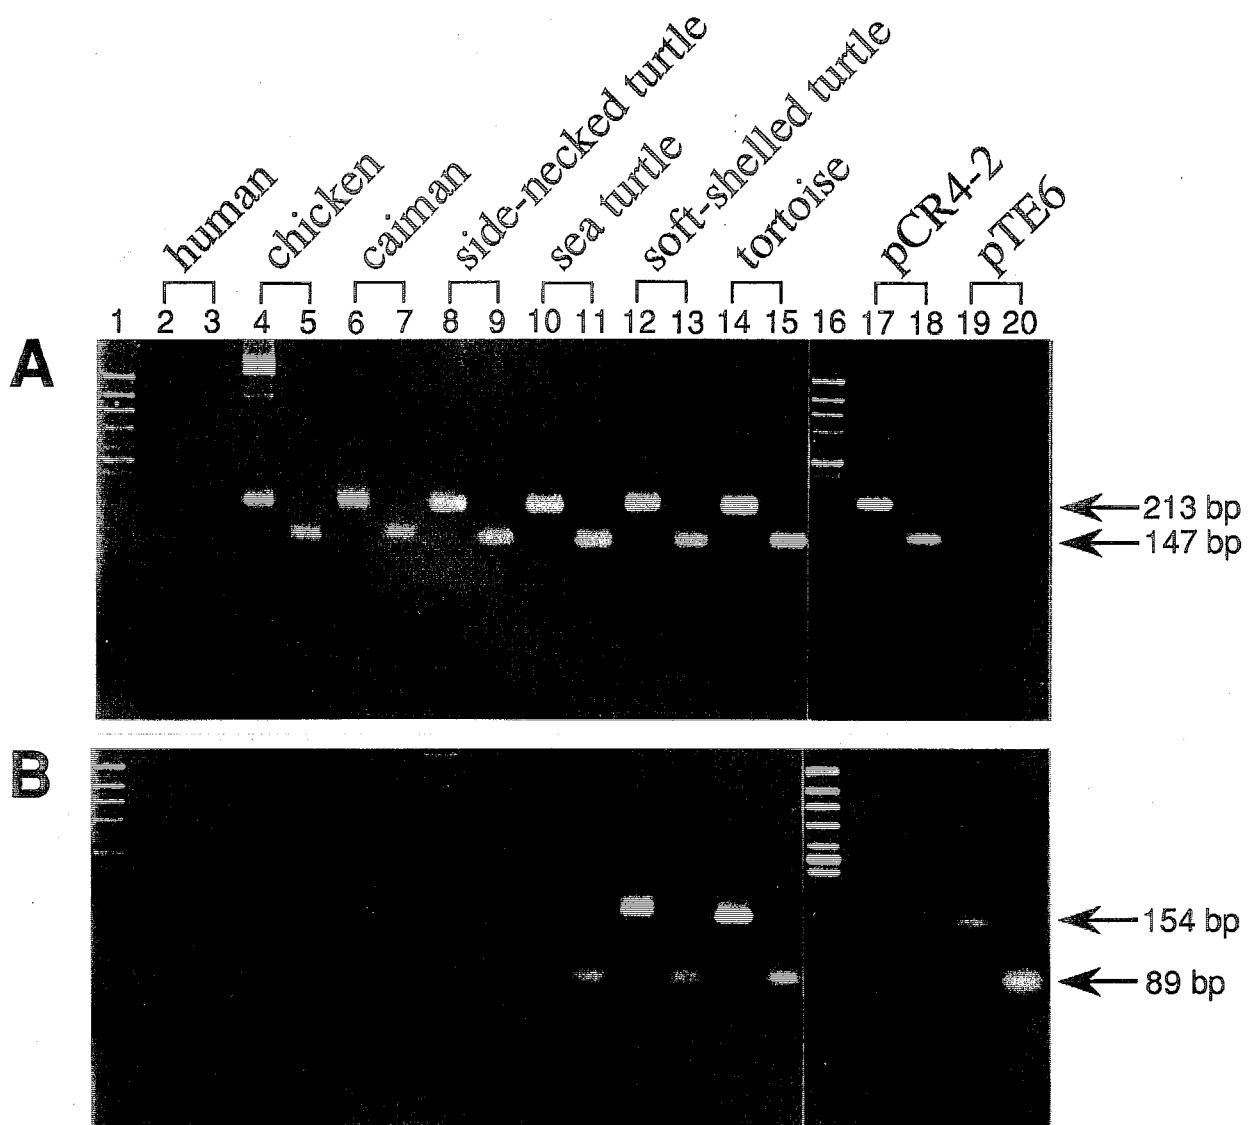 human chicken caiman side-necked turtle sea turtle soft-shelled turtle tortoise pCR4-2 pTE6
1 2 3 4 5 6 7 8 9 10 11 12 13 14 15 16 17 18 19 20
A
213 bp
147 bp
B
154 bp
89 bp